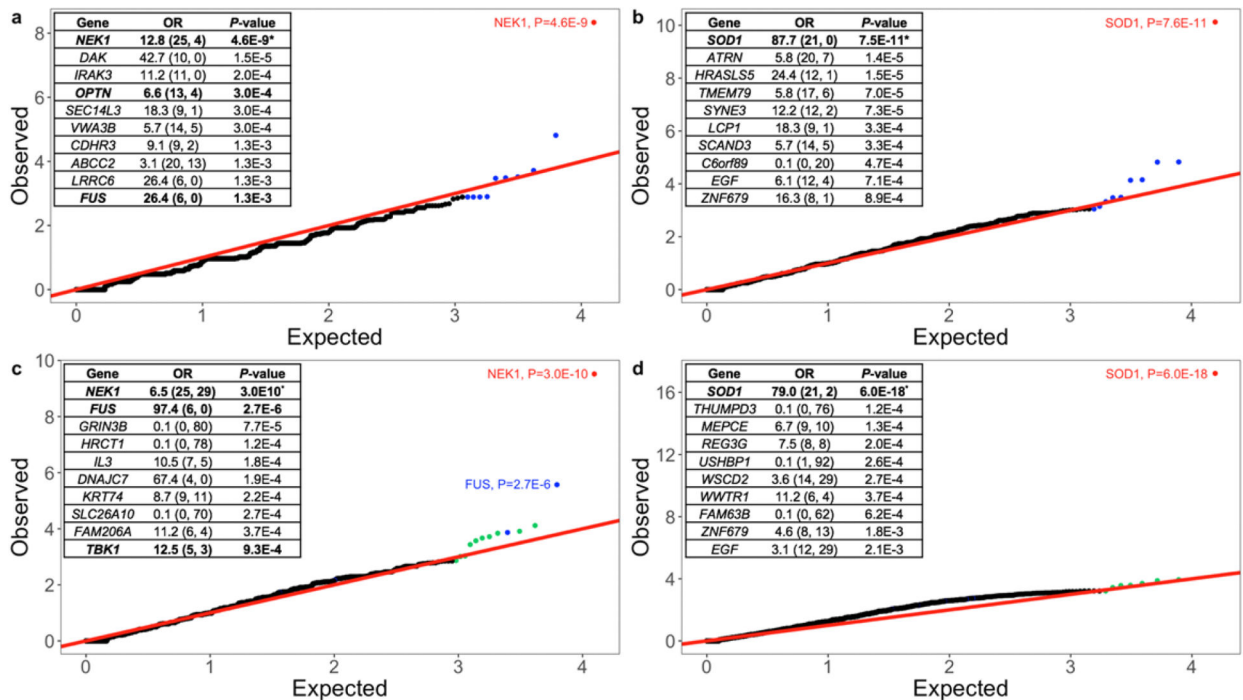 a
Gene OR P-value
NEK1 12.8 (25, 4) 4.6E-9*
DAK 42.7 (10, 0) 1.5E-5
IRAK3 11.2 (11, 0) 2.0E-4
OPTN 6.6 (13, 4) 3.0E-4
SEC14L3 18.3 (9, 1) 3.0E-4
VWA3B 5.7 (14, 5) 3.0E-4
CDHR3 9.1 (9, 2) 1.3E-3
ABCC2 3.1 (20, 13) 1.3E-3
LRRC6 26.4 (6, 0) 1.3E-3
FUS 26.4 (6, 0) 1.3E-3
NEK1, P=4.6E-9
Observed
8
6
4
2
0
0 1 2 3 4
Expected
b
Gene OR P-value
SOD1 87.7 (21, 0) 7.5E-11*
ATRN 5.8 (20, 7) 1.4E-5
HRASLS5 24.4 (12, 1) 1.5E-5
TMEM79 5.8 (17, 6) 7.0E-5
SYNE3 12.2 (12, 2) 7.3E-5
LCP1 18.3 (9, 1) 3.3E-4
SCAND3 5.7 (14, 5) 3.3E-4
C6orf89 0.1 (0, 20) 4.7E-4
EGF 6.1 (12, 4) 7.1E-4
ZNF679 16.3 (8, 1) 8.9E-4
SOD1, P=7.6E-11
Observed
10
8
6
4
2
0
0 1 2 3 4
Expected
c
Gene OR P-value
NEK1 6.5 (25, 29) 3.0E10*
FUS 97.4 (6, 0) 2.7E-6
GRIN3B 0.1 (0, 80) 7.7E-5
HRCT1 0.1 (0, 78) 1.2E-4
IL3 10.5 (7, 5) 1.8E-4
DNAJC7 67.4 (4, 0) 1.9E-4
KRT74 8.7 (9, 11) 2.2E-4
SLC26A10 0.1 (0, 70) 2.7E-4
FAM206A 11.2 (6, 4) 3.7E-4
TBK1 12.5 (5, 3) 9.3E-4
NEK1, P=3.0E-10
FUS, P=2.7E-6
Observed
10
8
6
4
2
0
0 1 2 3 4
Expected
d
Gene OR P-value
SOD1 79.0 (21, 2) 6.0E-18*
THUMPD3 0.1 (0, 76) 1.2E-4
MEPCE 6.7 (9, 10) 1.3E-4
REG3G 7.5 (8, 8) 2.0E-4
USHBP1 0.1 (1, 92) 2.6E-4
WSCD2 3.6 (14, 29) 2.7E-4
WWTR1 11.2 (6, 4) 3.7E-4
FAM63B 0.1 (0, 62) 6.2E-4
ZNF679 4.6 (8, 13) 1.8E-3
EGF 3.1 (12, 29) 2.1E-3
SOD1, P=6.0E-18
Observed
16
12
8
4
0
0 1 2 3 4
Expected